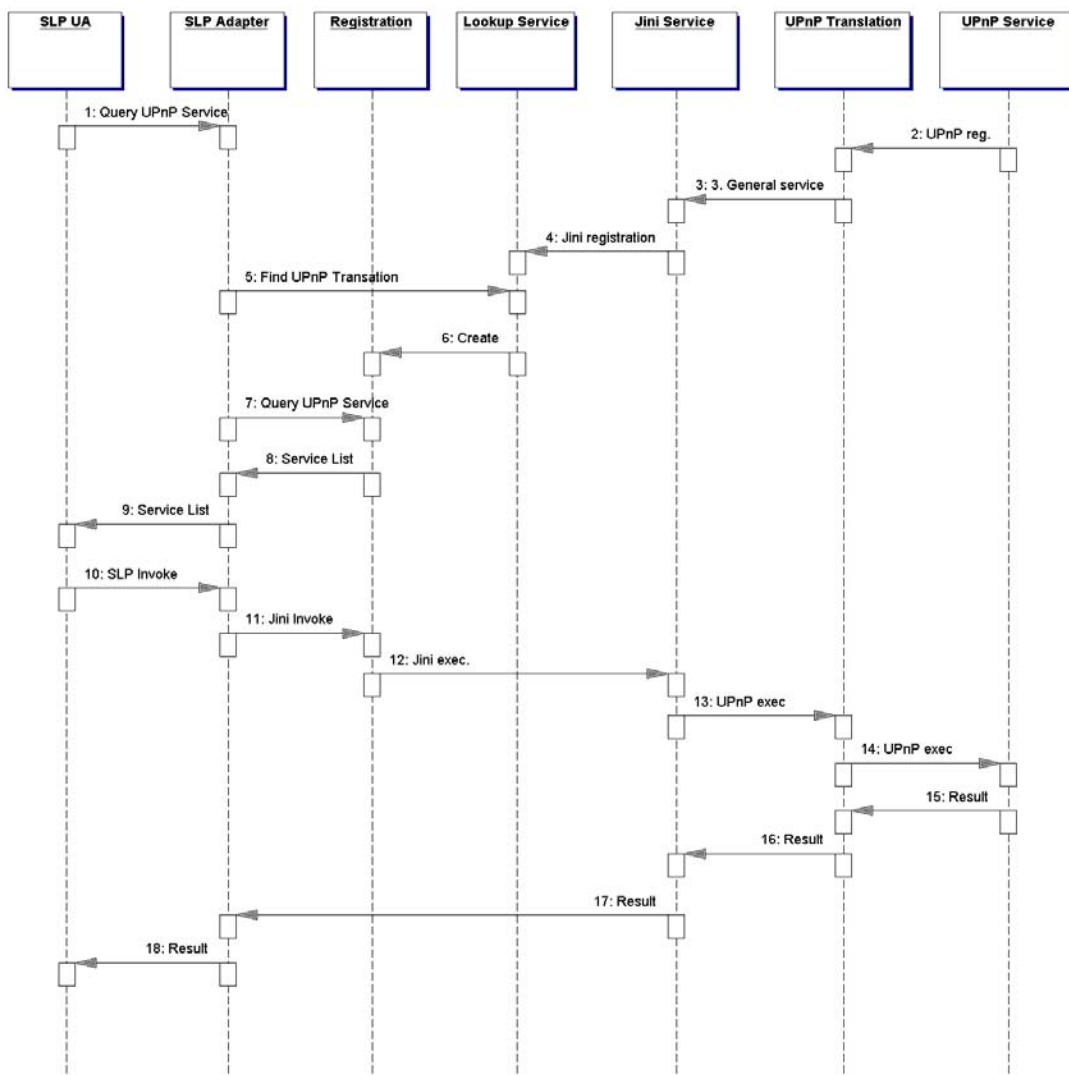 SLP UA
SLP Adapter
Registration
Lookup Service
Jini Service
UPnP Translation
UPnP Service
1: Query UPnP Service
2: UPnP reg.
3: 3. General service
4: Jini registration
5: Find UPnP Transation
6: Create
7: Query UPnP Service
8: Service List
9: Service List
10: SLP Invoke
11: Jini Invoke
12: Jini exec.
13: UPnP exec
14: UPnP exec
15: Result
16: Result
17: Result
18: Result